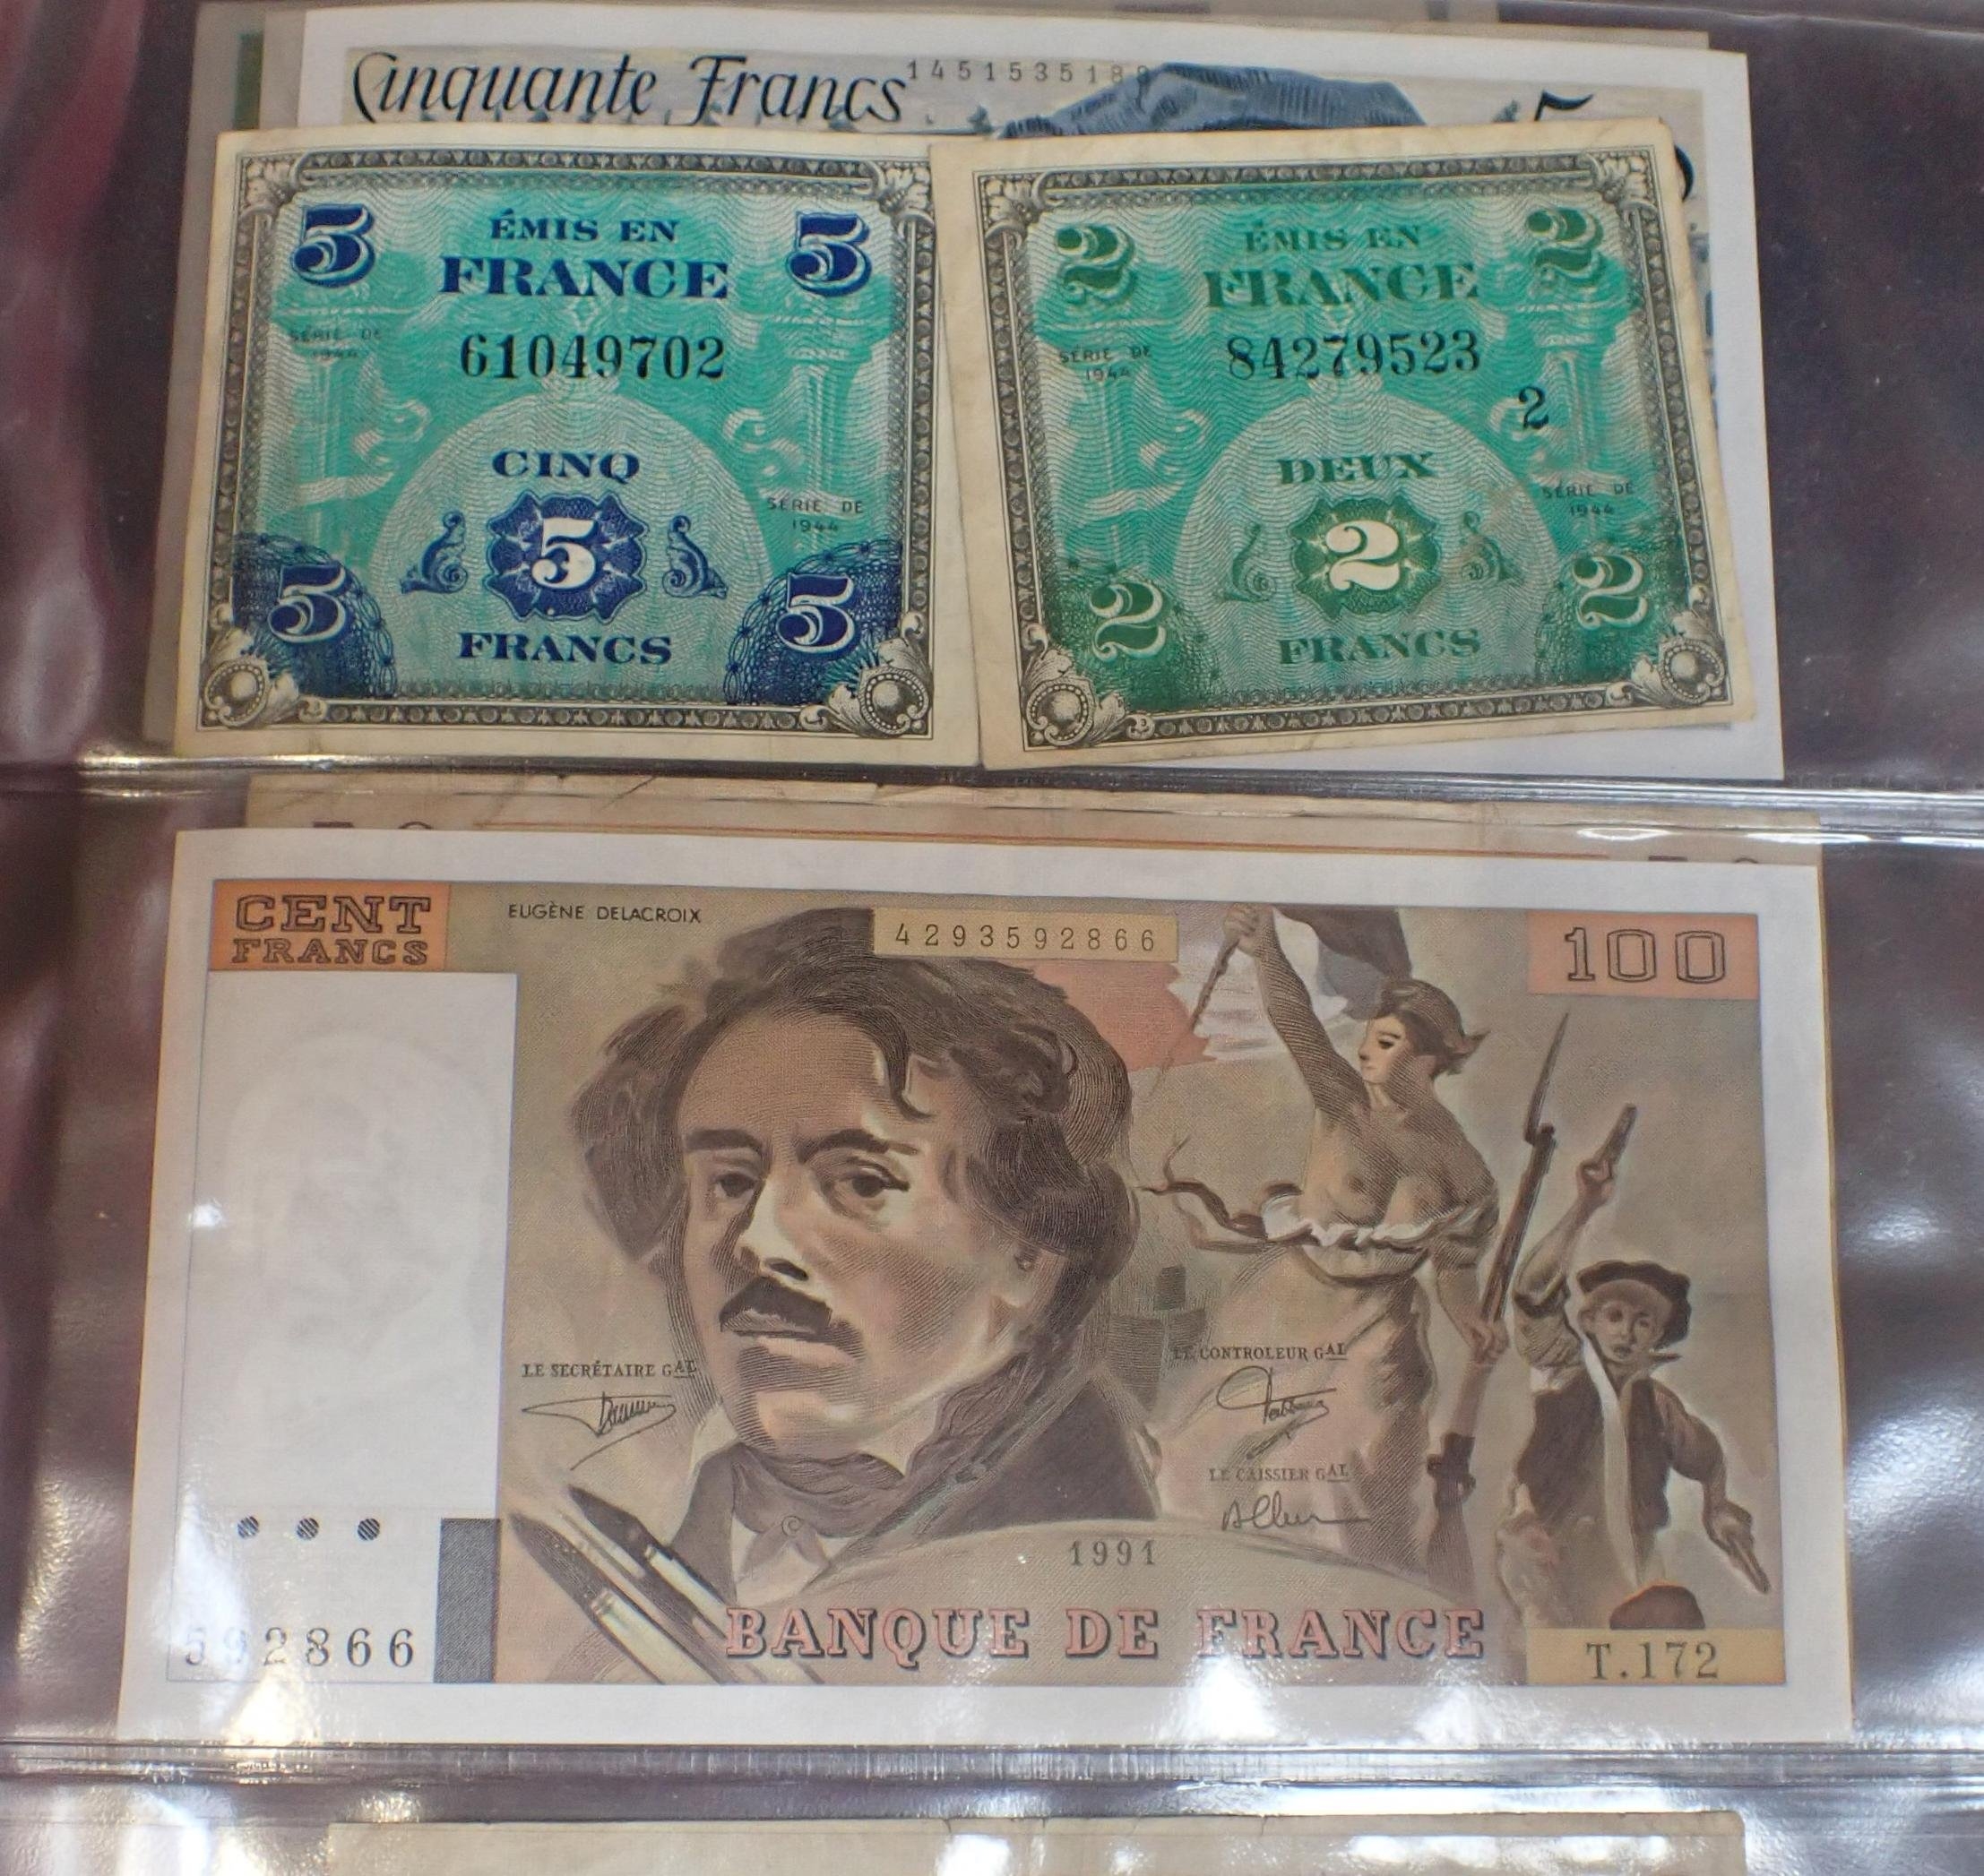 Cinquante Francs
14515351
5
5
5
ÉMIS EN
FRANCE
SÉRIE DE
1944
61049702
CINQ
5
SÉRIE DE
1944
5
5
FRANCS
2
2
ÉMIS EN
FRANCE
SÉRIE DE
1944
84279523
2
DEUX
2
SÉRIE DE
1944
2
2
FRANCS
CENT
FRANCS
EUGÈNE DELACROIX
4293592866
100
LE SECRÉTAIRE GAL
LE CONTROLEUR GAL
LE CAISSIER GAL
1991
BANQUE DE FRANCE
592866
T.172